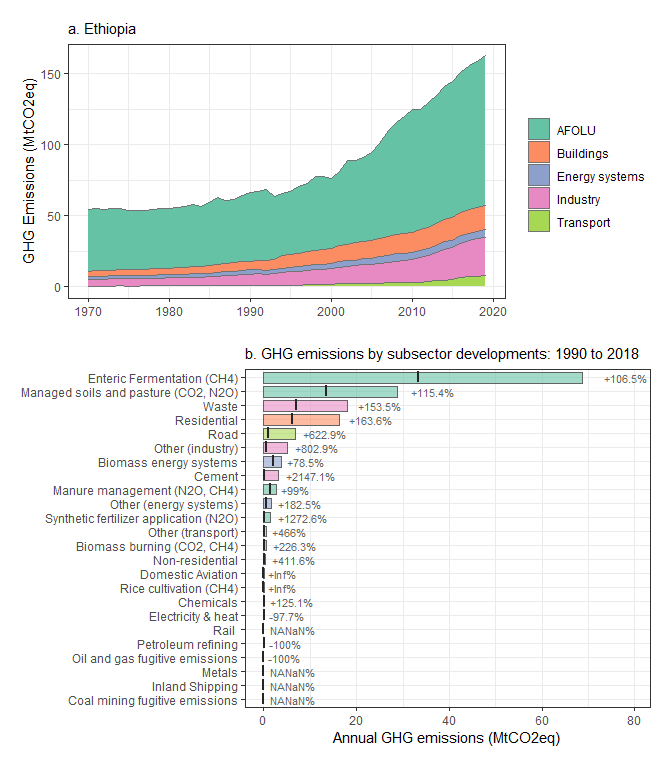 a. Ethiopia
GHG Emissions (MtCO2eq)
150
100
50
0
1970
1980
1990
2000
2010
2020
AFOLU
Buildings
Energy systems
Industry
Transport
b. GHG emissions by subsector developments: 1990 to 2018
Enteric Fermentation (CH4) +106.5%
Managed soils and pasture (CO2, N2O) +115.4%
Waste +153.5%
Residential +163.6%
Road +622.9%
Other (industry) +802.9%
Biomass energy systems +78.5%
Cement +2147.1%
Manure management (N2O, CH4) +99%
Other (energy systems) +182.5%
Synthetic fertilizer application (N2O) +1272.6%
Other (transport) +466%
Biomass burning (CO2, CH4) +226.3%
Non-residential +411.6%
Domestic Aviation +Inf%
Rice cultivation (CH4) +Inf%
Chemicals +125.1%
Electricity & heat -97.7%
Rail NANaN%
Petroleum refining -100%
Oil and gas fugitive emissions -100%
Metals NANaN%
Inland Shipping NANaN%
Coal mining fugitive emissions NANaN%
0
20
40
60
80
Annual GHG emissions (MtCO2eq)